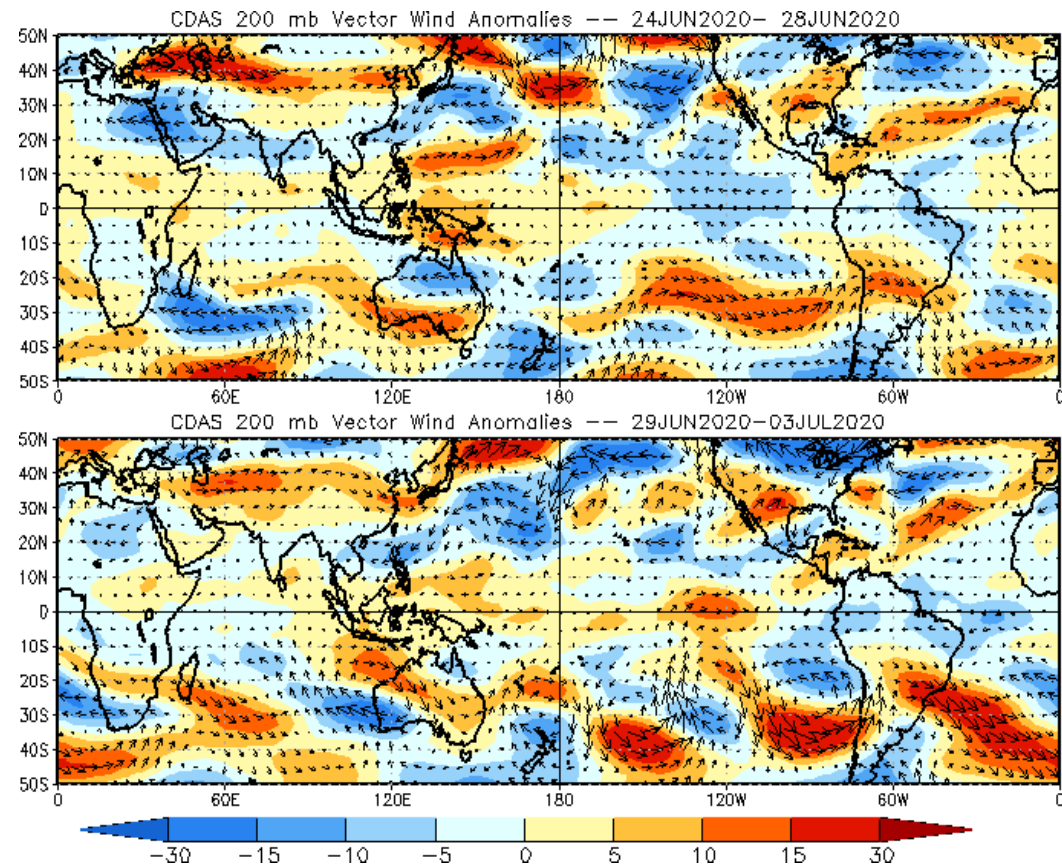 CDAS 200 mb Vector Wind Anomalies -- 24JUN2020- 28JUN2020
50N
40N
30N
20N
10N
0
10S
20S
30S
40S
50S
0 60E 120E 180 120W 60W 0
CDAS 200 mb Vector Wind Anomalies -- 29JUN2020-03JUL2020
50N
40N
30N
20N
10N
0
10S
20S
30S
40S
50S
0 60E 120E 180 120W 60W 0
-30 -15 -10 -5 0 5 10 15 30